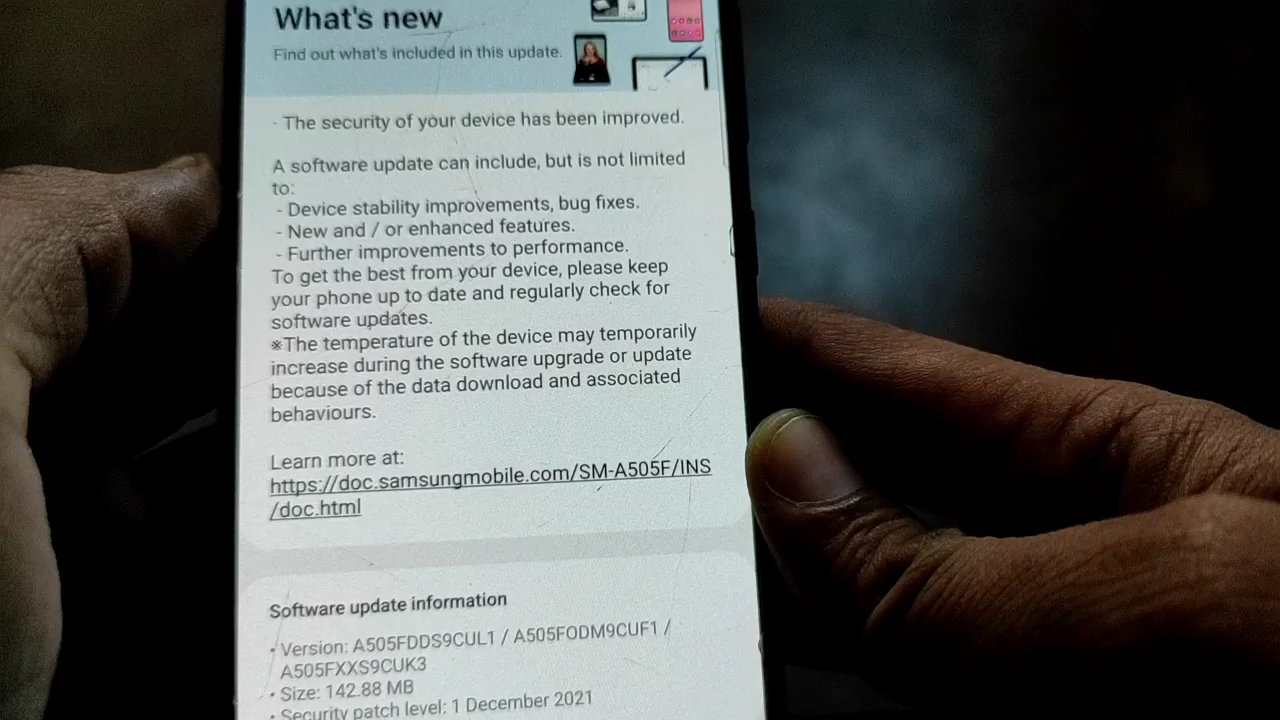 What's new
Find out what's included in this update.
- The security of your device has been improved.
A software update can include, but is not limited
to:
- Device stability improvements, bug fixes.
- New and / or enhanced features.
- Further improvements to performance.
To get the best from your device, please keep
your phone up to date and regularly check for
software updates.
※The temperature of the device may temporarily
increase during the software upgrade or update
because of the data download and associated
behaviours.
Learn more at:
https://doc.samsungmobile.com/SM-A505F/INS
/doc.html
Software update information
• Version: A505FDDS9CUL1 / A505FODM9CUF1 /
A505FXXS9CUK3
• Size: 142.88 MB
• Security patch level: 1 December 2021